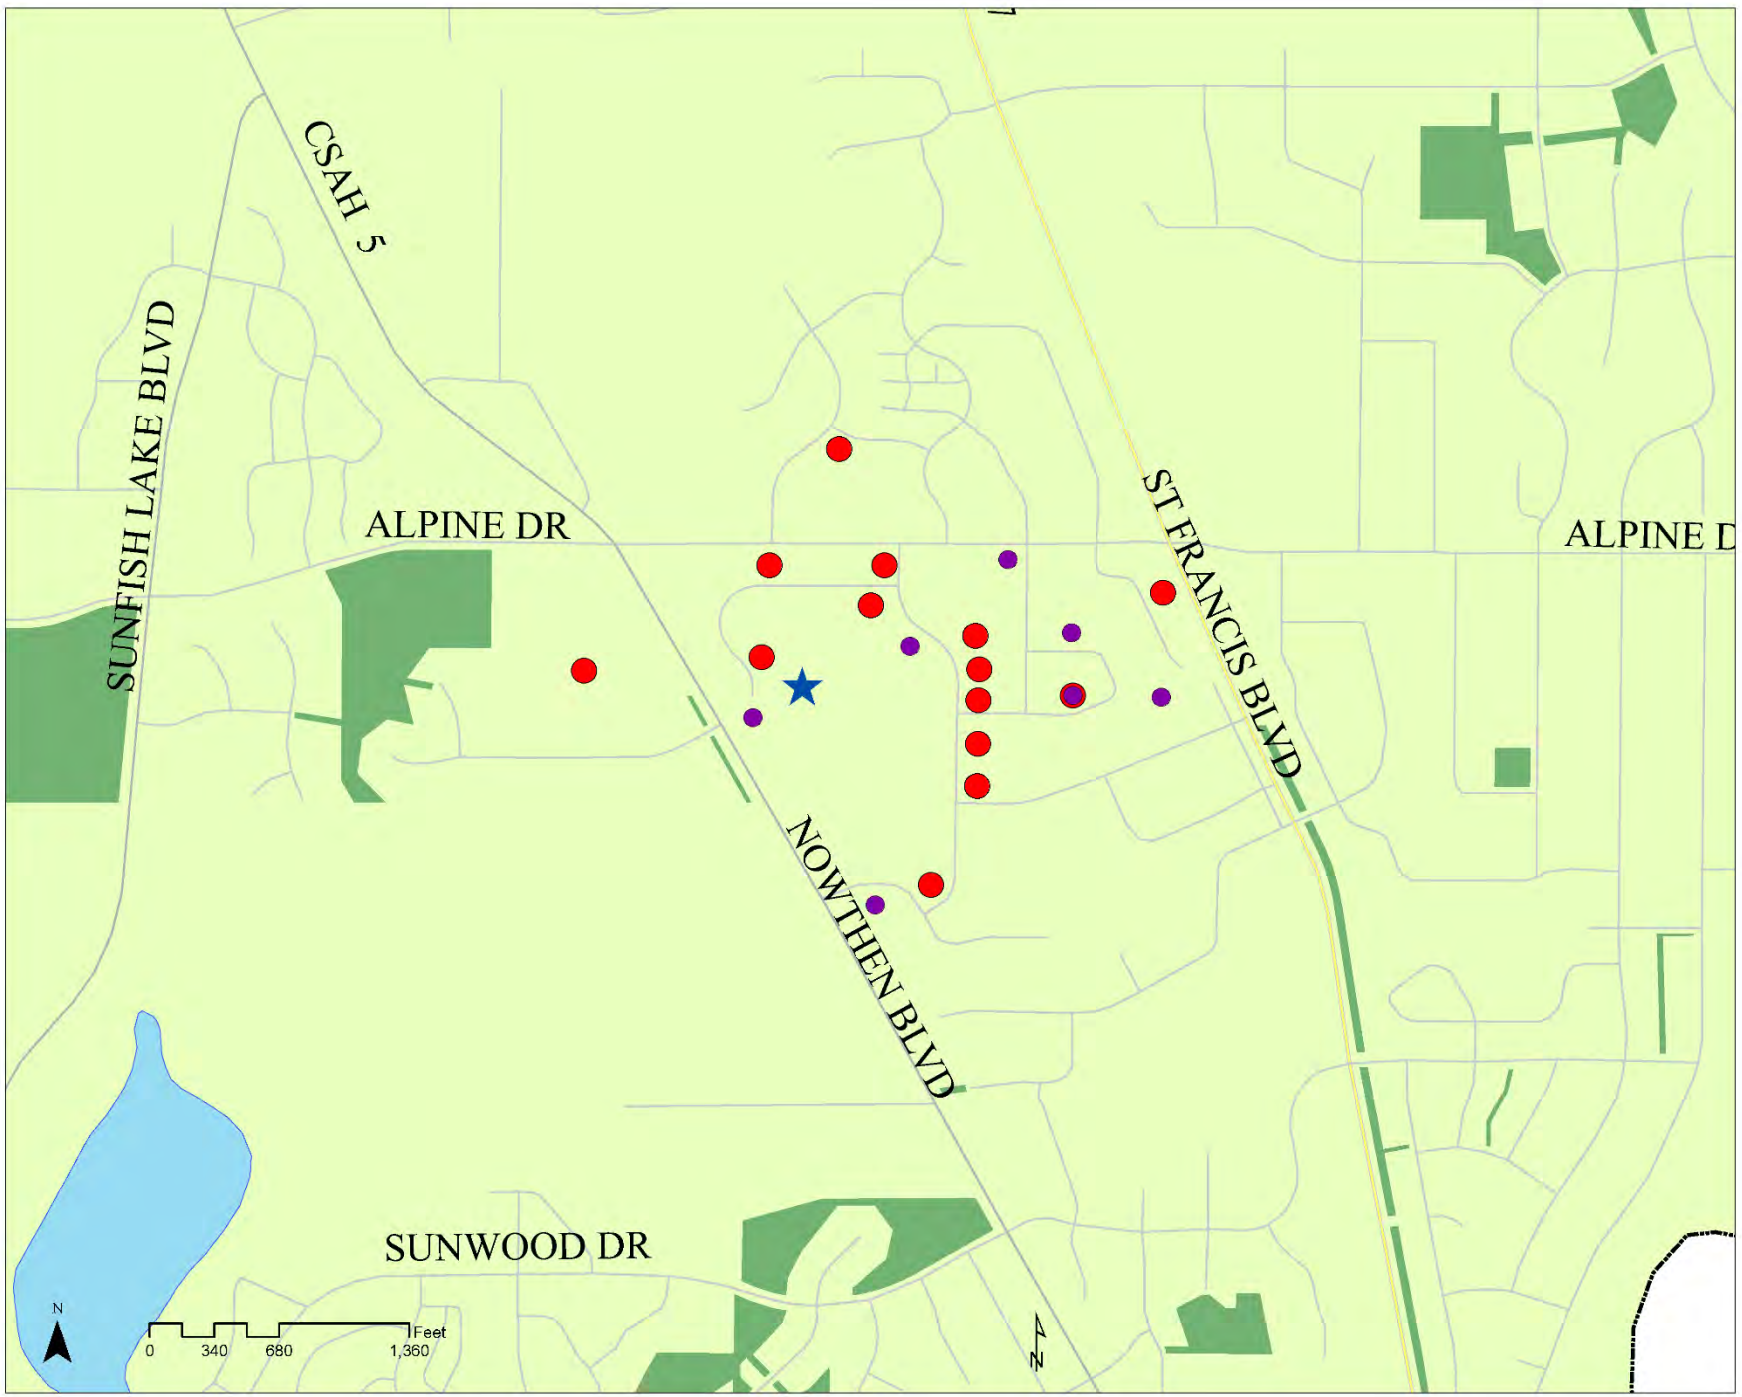 CSAH 5
SUNFISH LAKE BLVD
ALPINE DR
ST FRANCIS BLVD
ALPINE D
NOWTHEN BLVD
SUNWOOD DR
N
0 340 680 1,360
Feet
N